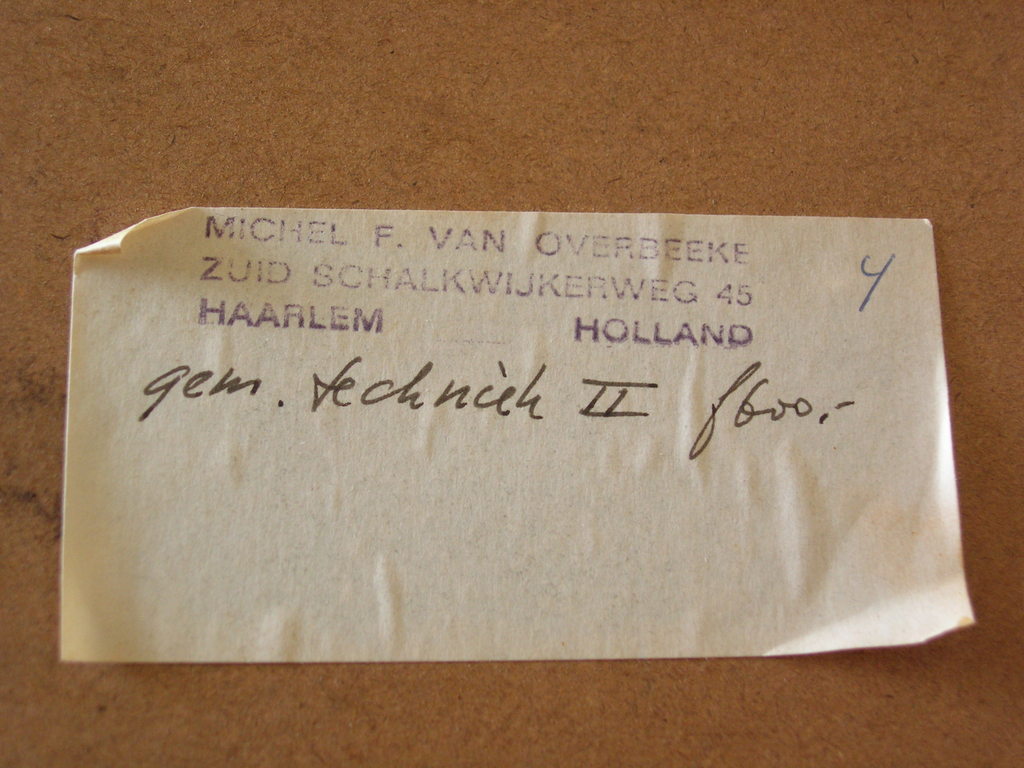 MICHEL F. VAN OVERBEEKE
ZUID SCHALKWIJKERWEG 45
HAARLEM HOLLAND
4
gem. techniek II f600.-